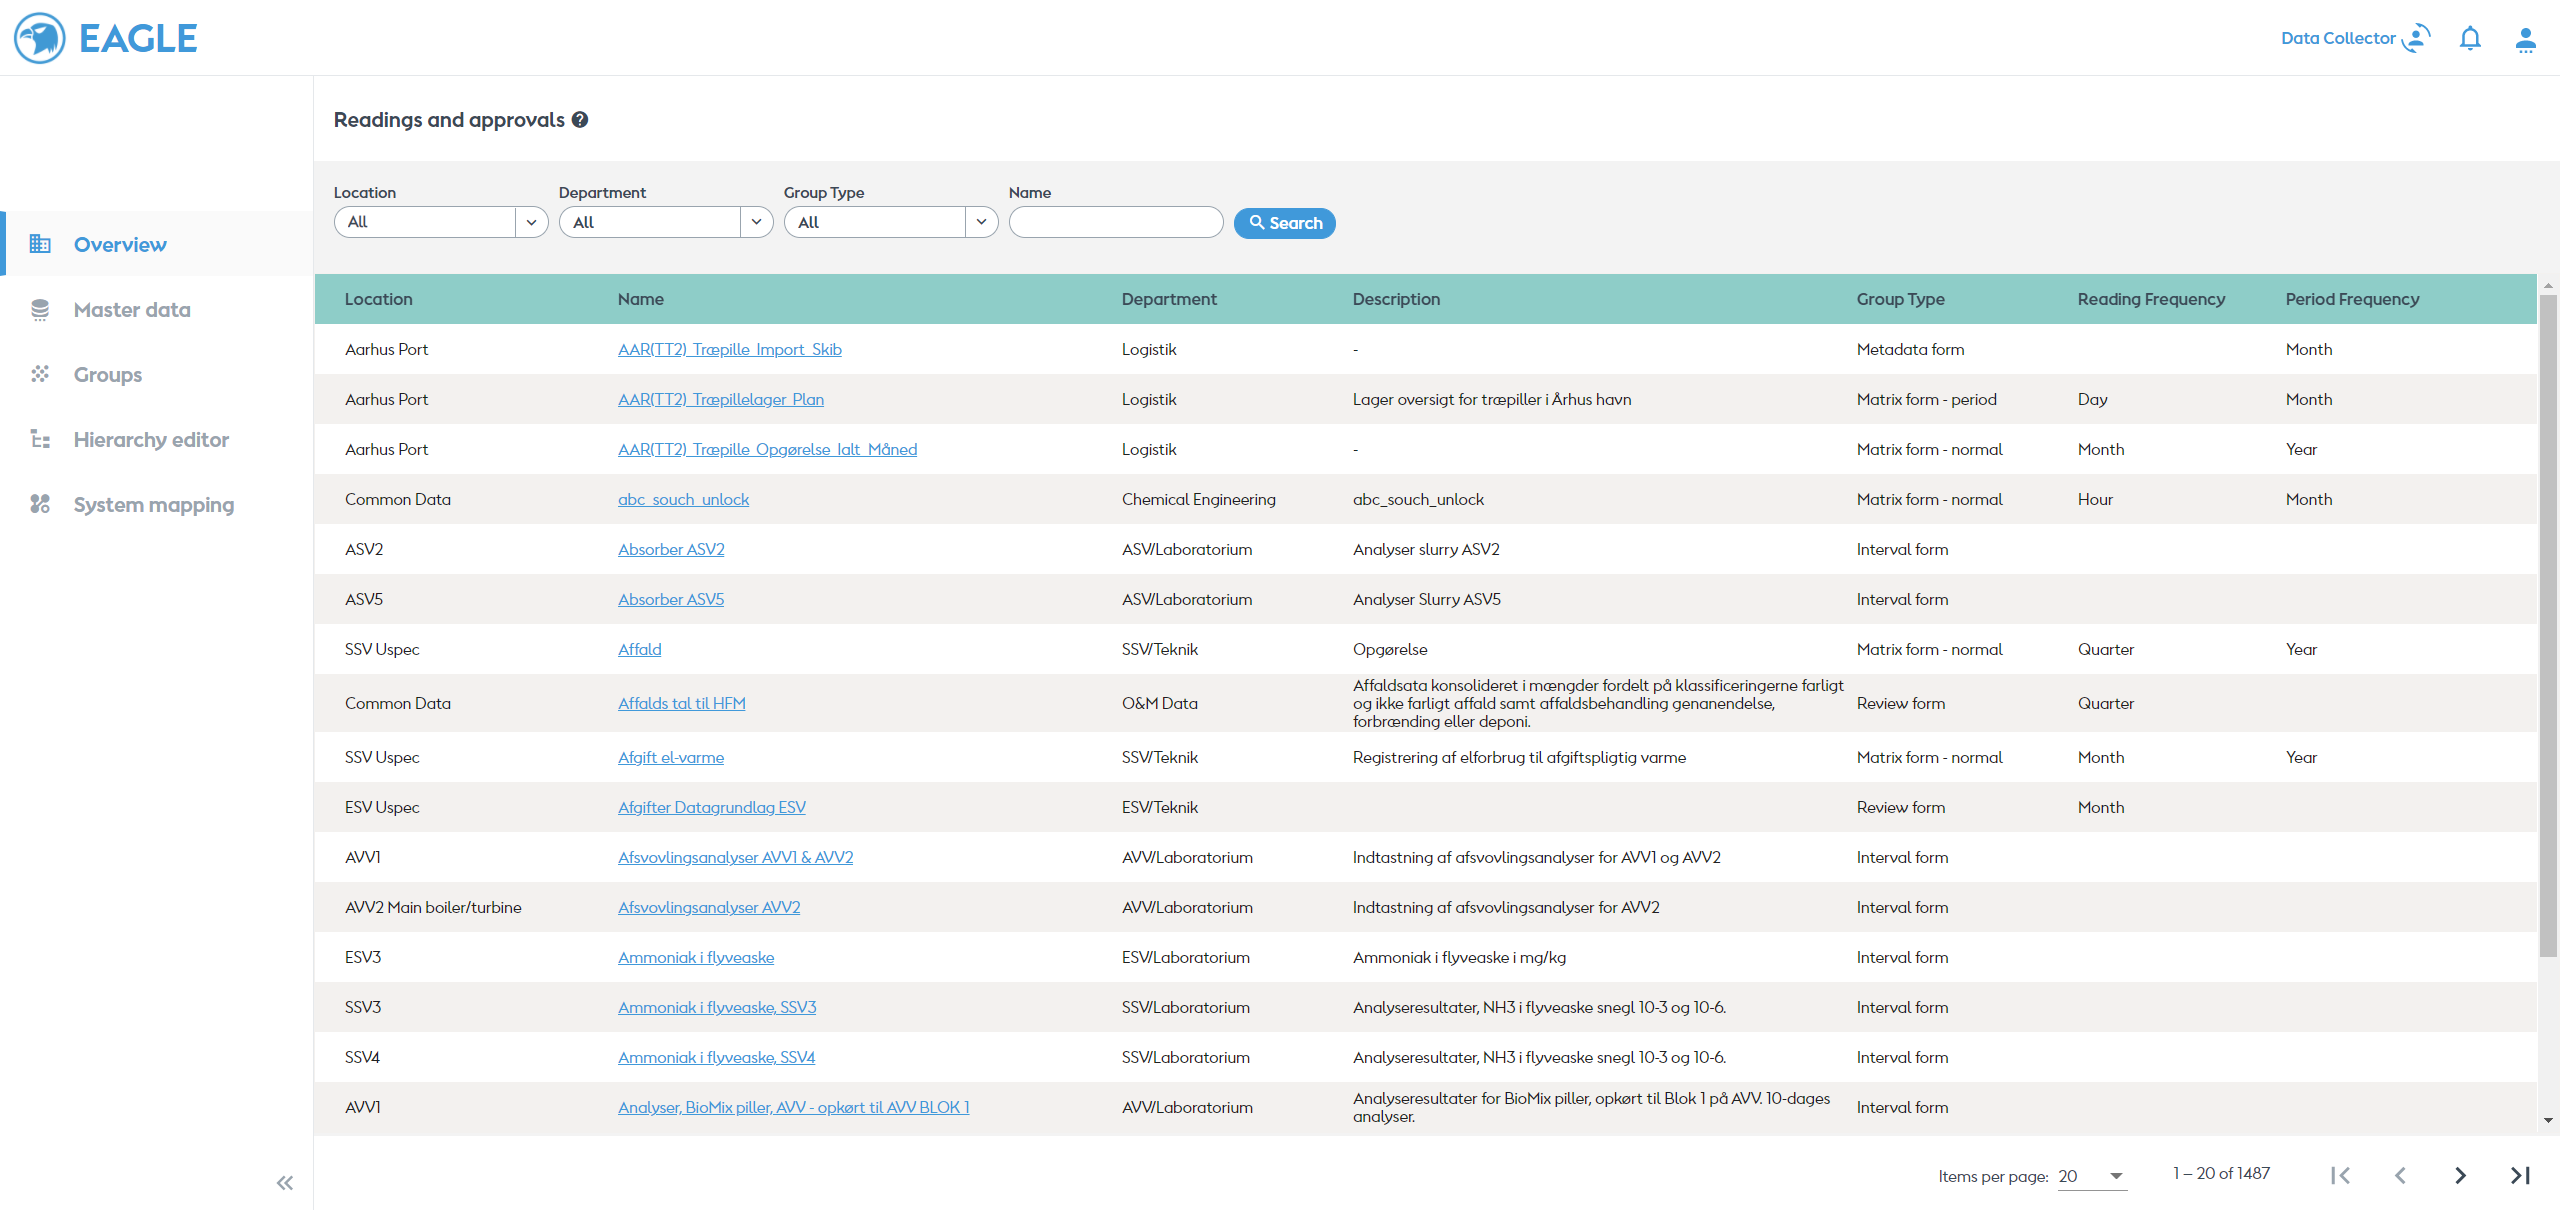 EAGLE
Data Collector
Readings and approvals
Location Department Group Type Name
All All All Search
Overview
Master data
Groups
Hierarchy editor
System mapping
Location Name Department Description Group Type Reading Frequency Period Frequency
Aarhus Port AAR(TT2)_Træpille_Import_Skib Logistik - Metadata form Month
Aarhus Port AAR(TT2)_Træpillelager_Plan Logistik Lager oversigt for træpiller i Århus havn Matrix form - period Day Month
Aarhus Port AAR(TT2)_Træpille_Opgørelse_Ialt_Måned Logistik - Matrix form - normal Month Year
Common Data abc_souch_unlock Chemical Engineering abc_souch_unlock Matrix form - normal Hour Month
ASV2 Absorber ASV2 ASV/Laboratorium Analyser slurry ASV2 Interval form
ASV5 Absorber ASV5 ASV/Laboratorium Analyser Slurry ASV5 Interval form
SSV Uspec Affald SSV/Teknik Opgørelse Matrix form - normal Quarter Year
Affaldsata konsolideret i mængder fordelt på klassificeringerne farligt
Common Data Affalds tal til HFM O&M Data og ikke farligt affald samt affaldsbehandling genanendelse, Review form Quarter
forbrænding eller deponi.
SSV Uspec Afgift el-varme SSV/Teknik Registrering af elforbrug til afgiftspligtig varme Matrix form - normal Month Year
ESV Uspec Afgifter Datagrundlag ESV ESV/Teknik Review form Month
AVV1 Afsvovlingsanalyser AVV1 & AVV2 AVV/Laboratorium Indtastning af afsvovlingsanalyser for AVV1 og AVV2 Interval form
AVV2 Main boiler/turbine Afsvovlingsanalyser AVV2 AVV/Laboratorium Indtastning af afsvovlingsanalyser for AVV2 Interval form
ESV3 Ammoniak i flyveaske ESV/Laboratorium Ammoniak i flyveaske i mg/kg Interval form
SSV3 Ammoniak i flyveaske, SSV3 SSV/Laboratorium Analyseresultater, NH3 i flyveaske snegl 10-3 og 10-6. Interval form
SSV4 Ammoniak i flyveaske, SSV4 SSV/Laboratorium Analyseresultater, NH3 i flyveaske snegl 10-3 og 10-6. Interval form
AVV1 Analyser, BioMix piller, AVV - opkørt til AVV BLOK 1 AVV/Laboratorium Analyseresultater for BioMix piller, opkørt til Blok 1 på AVV. 10-dages Interval form
analyser.
Items per page: 20 1 – 20 of 1487